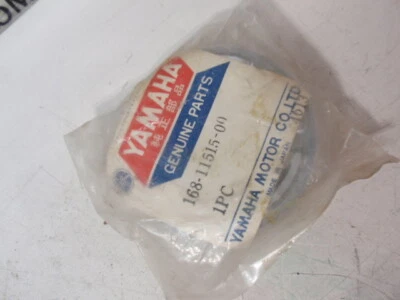 YAMAHA
純正部品
GENUINE PARTS
168-11515-00
1PC
YAMAHA MOTOR CO.,LTD.